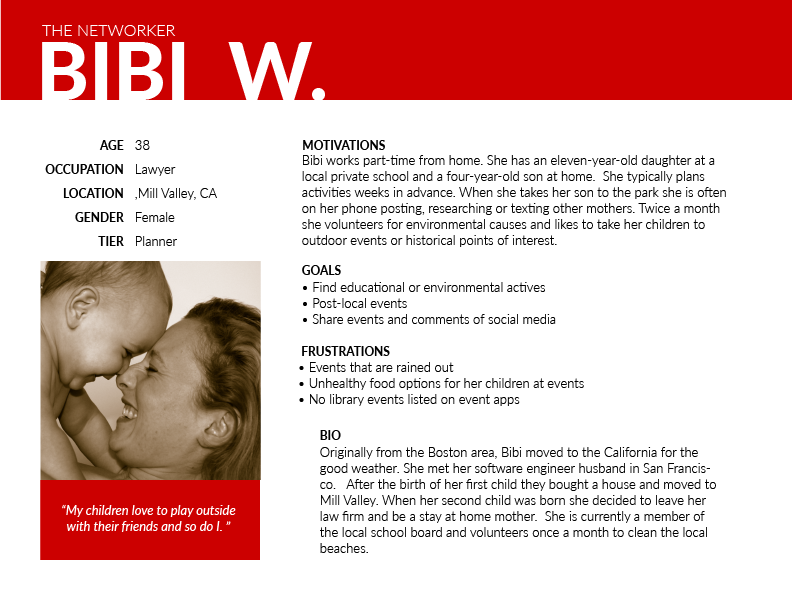 THE NETWORKER
BIBI W.
AGE 38
OCCUPATION Lawyer
LOCATION ,Mill Valley, CA
GENDER Female
TIER Planner
“My children love to play outside
with their friends and so do I. ”
MOTIVATIONS
Bibi works part-time from home. She has an eleven-year-old daughter at a
local private school and a four-year-old son at home.  She typically plans
activities weeks in advance. When she takes her son to the park she is often
on her phone posting, researching or texting other mothers. Twice a month
she volunteers for environmental causes and likes to take her children to
outdoor events or historical points of interest.
GOALS
• Find educational or environmental actives
• Post-local events
• Share events and comments of social media
FRUSTRATIONS
• Events that are rained out
• Unhealthy food options for her children at events
• No library events listed on event apps
BIO
Originally from the Boston area, Bibi moved to the California for the
good weather. She met her software engineer husband in San Francis-
co.   After the birth of her first child they bought a house and moved to
Mill Valley. When her second child was born she decided to leave her
law firm and be a stay at home mother.  She is currently a member of
the local school board and volunteers once a month to clean the local
beaches.